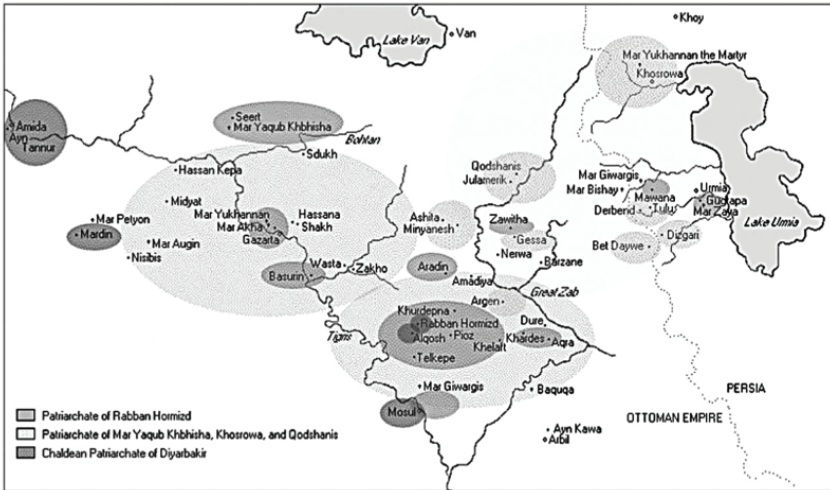 Khoy
Lake Van
Van
Mar Yukhannan the Martyr
Khosrowa
Amida
Ayn
Tannur
Seert
Mar Yaqub Khbhisha
Bohtan
Sdukh
Hassan Kepa
Qodshanis
Julamerik
Mar Giwargis
Mar Bishay
Mawana
Urmia
Gugtapa
Mar Zaya
Derbend
Tuly
Lake Urmia
Midyat
Mar Petyon
Mardin
Mar Augin
Nisibis
Mar Yukhannan
Mar Akha
Gazarta
Hassana
Shakh
Ashita
Minyanesh
Zawitha
Gessa
Nerwa
Barzane
Bet Daywe
Dizgari
Basurin
Wasta
Zakho
Aradin
Amadiya
Great Zab
Argen
Khurdepna
Rabban Hormizd
Alqosh
Pioz
Dure
Khelaft
Khardes
Aqra
Tigris
Telkepe
Mar Giwargis
Mosul
Baquqa
Ayn Kawa
Arbil
PERSIA
OTTOMAN EMPIRE
Patriarchate of Rabban Hormizd
Patriarchate of Mar Yaqub Khbhisha, Khosrowa, and Qodshanis
Chaldean Patriarchate of Diyarbakir